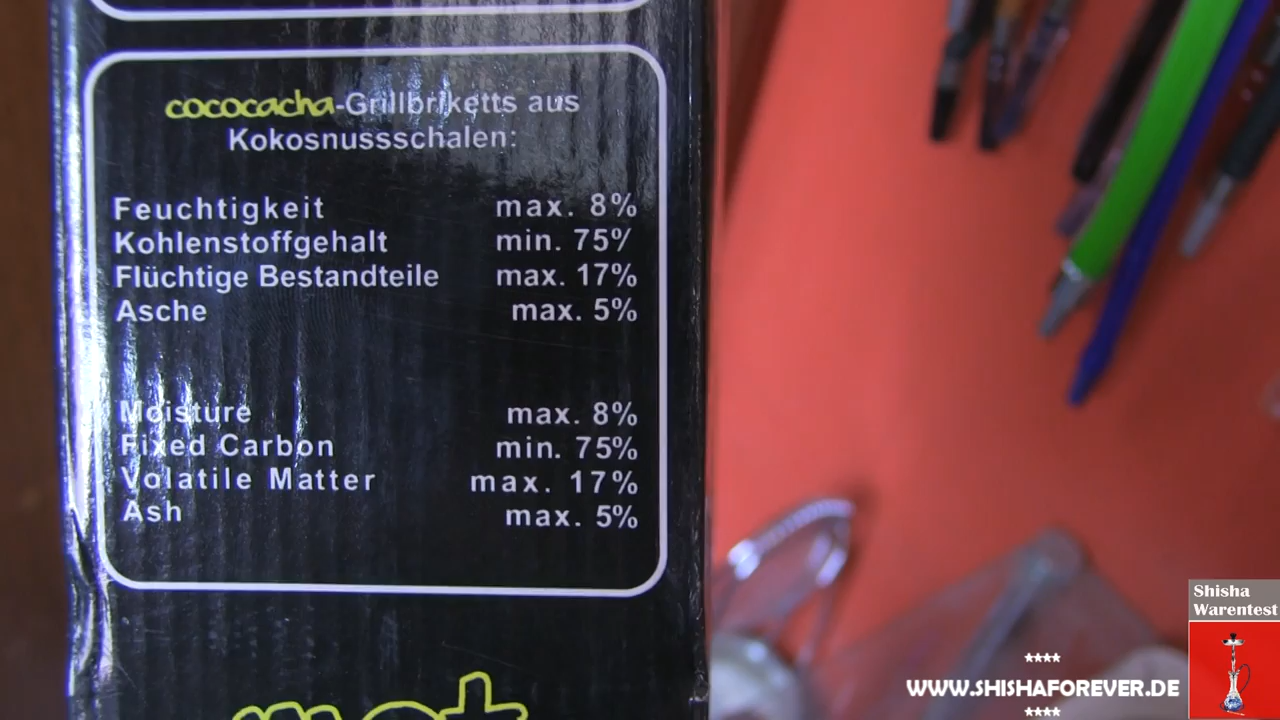 cococacha-Grillbriketts aus
Kokosnussschalen:
Feuchtigkeit max. 8%
Kohlenstoffgehalt min. 75%
Flüchtige Bestandteile max. 17%
Asche max. 5%
Moisture max. 8%
Fixed Carbon min. 75%
Volatile Matter max. 17%
Ash max. 5%
Shisha
Warentest
****
WWW.SHISHAFOREVER.DE
****